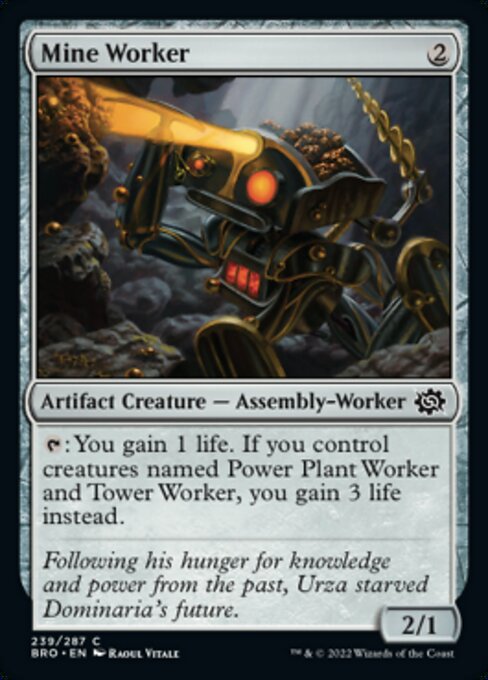 Mine Worker 2
Artifact Creature — Assembly-Worker
: You gain 1 life. If you control
creatures named Power Plant Worker
and Tower Worker, you gain 3 life
instead.
Following his hunger for knowledge
and power from the past, Urza starved
Dominaria's future.
2/1
239/287 C
BRO • EN Raoul Vitale
™ & © 2022 Wizards of the Coast